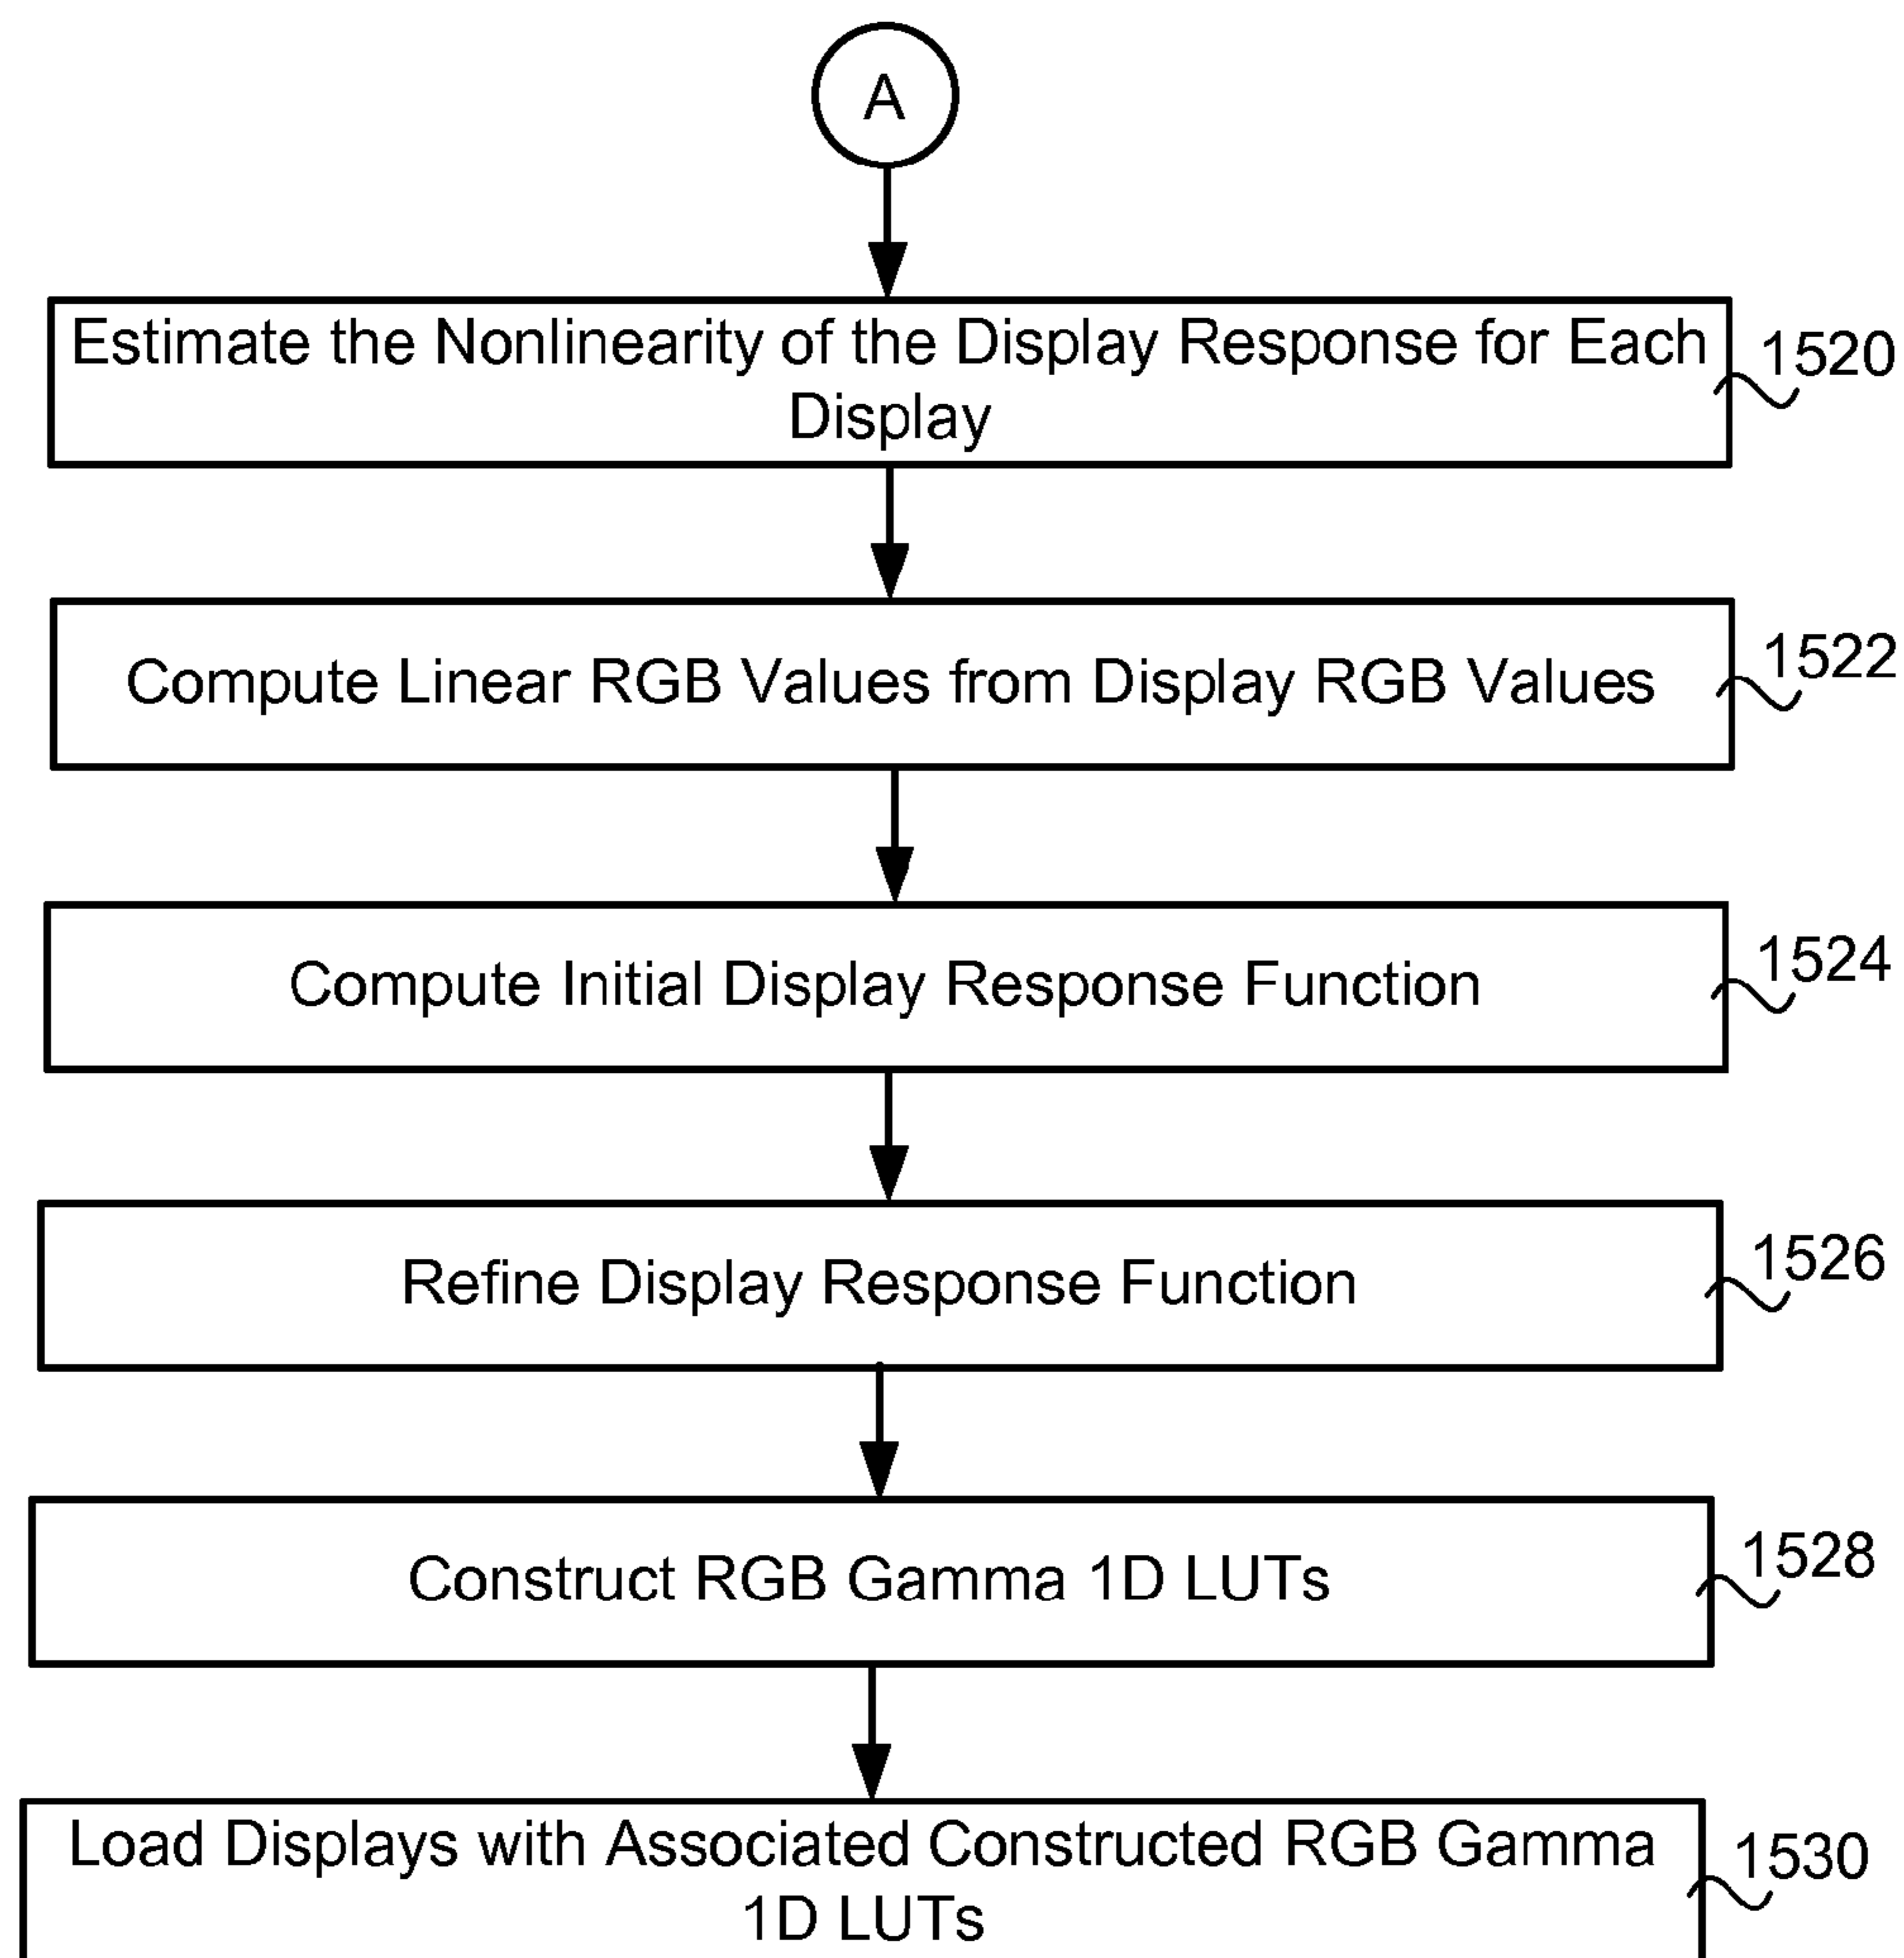 A
Estimate the Nonlinearity of the Display Response for Each
Display
1520
Compute Linear RGB Values from Display RGB Values
1522
Compute Initial Display Response Function
1524
Refine Display Response Function
1526
Construct RGB Gamma 1D LUTs
1528
Load Displays with Associated Constructed RGB Gamma
1D LUTs
1530